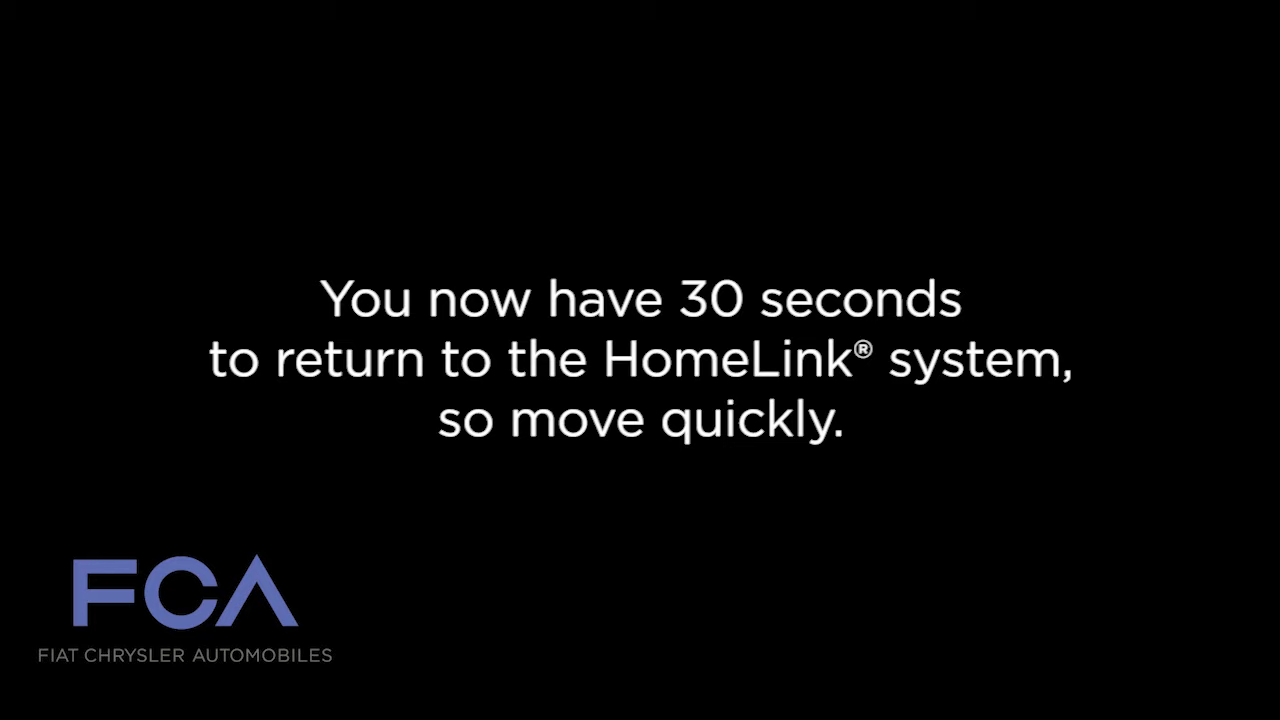 You now have 30 seconds
to return to the HomeLink® system,
so move quickly.
FCA
FIAT CHRYSLER AUTOMOBILES